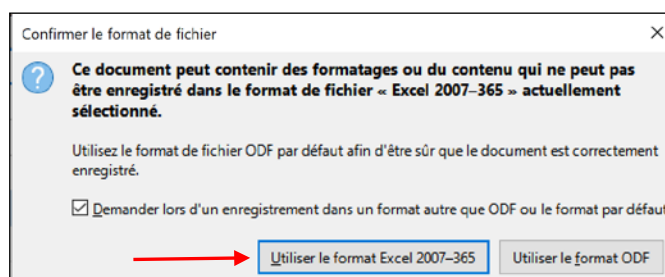 Confirmer le format de fichier
Ce document peut contenir des formatages ou du contenu qui ne peut pas
être enregistré dans le format de fichier « Excel 2007–365 » actuellement
sélectionné.
Utilisez le format de fichier ODF par défaut afin d'être sûr que le document est correctement
enregistré.
Demander lors d'un enregistrement dans un format autre que ODF ou le format par défaut
Utiliser le format Excel 2007–365 Utiliser le format ODF